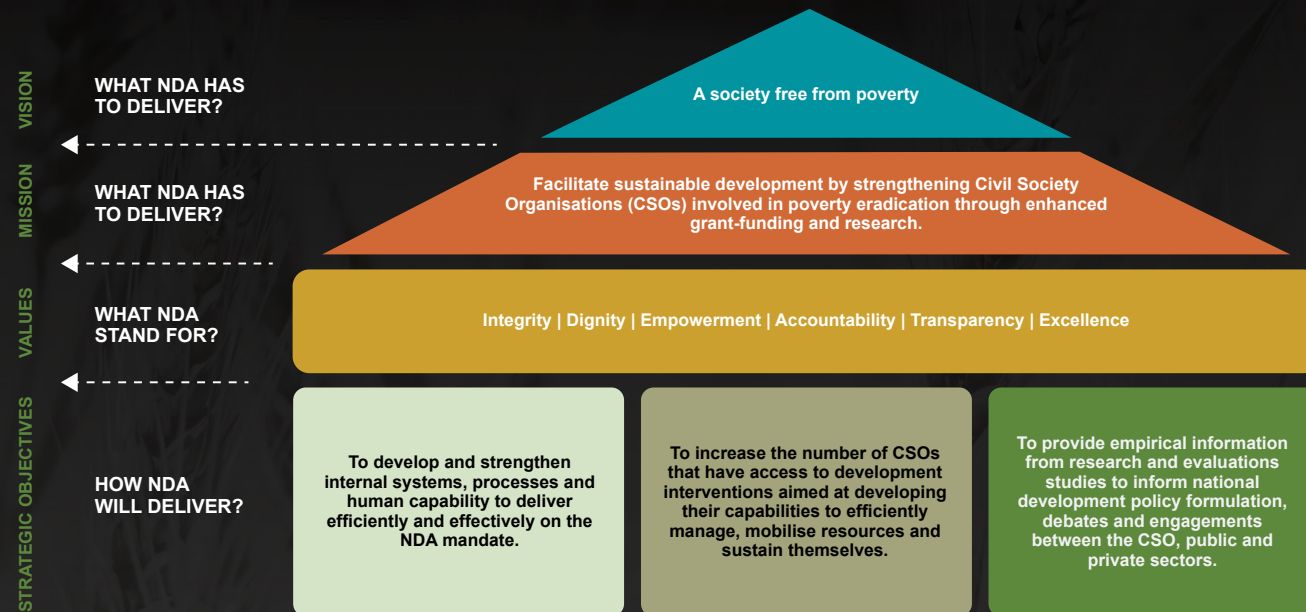 VISION
WHAT NDA HAS
TO DELIVER?
A society free from poverty
MISSION
WHAT NDA HAS
TO DELIVER?
Facilitate sustainable development by strengthening Civil Society
Organisations (CSOs) involved in poverty eradication through enhanced
grant-funding and research.
VALUES
WHAT NDA
STAND FOR?
Integrity | Dignity | Empowerment | Accountability | Transparency | Excellence
STRATEGIC OBJECTIVES
HOW NDA
WILL DELIVER?
To develop and strengthen
internal systems, processes and
human capability to deliver
efficiently and effectively on the
NDA mandate.
To increase the number of CSOs
that have access to development
interventions aimed at developing
their capabilities to efficiently
manage, mobilise resources and
sustain themselves.
To provide empirical information
from research and evaluations
studies to inform national
development policy formulation,
debates and engagements
between the CSO, public and
private sectors.